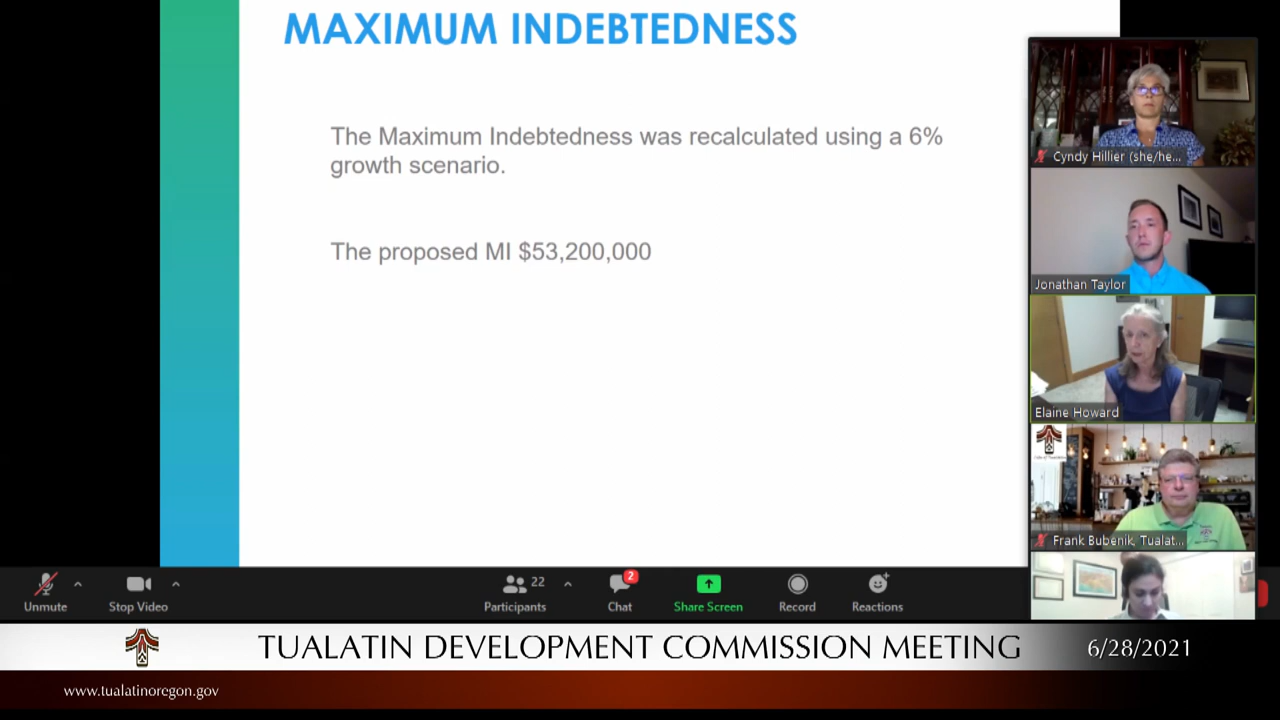 MAXIMUM INDEBTEDNESS
The Maximum Indebtedness was recalculated using a 6%
growth scenario.
The proposed MI $53,200,000
Cyndy Hillier (she/he...
Jonathan Taylor
Elaine Howard
Frank Bubenik, Tualat...
Unmute
Stop Video
22
Participants
2
Chat
Share Screen
Record
Reactions
TUALATIN DEVELOPMENT COMMISSION MEETING
6/28/2021
www.tualatinoregon.gov